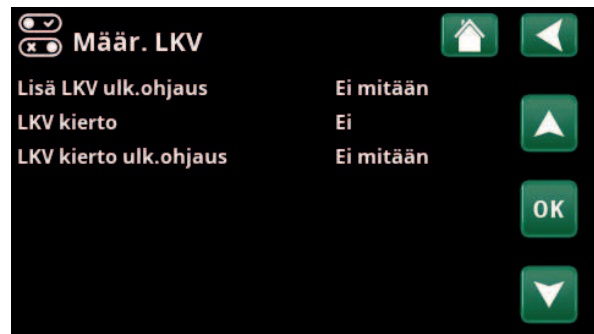 Määr. LKV
Lisä LKV ulk.ohjaus Ei mitään
LKV kierto Ei
LKV kierto ulk.ohjaus Ei mitään
OK